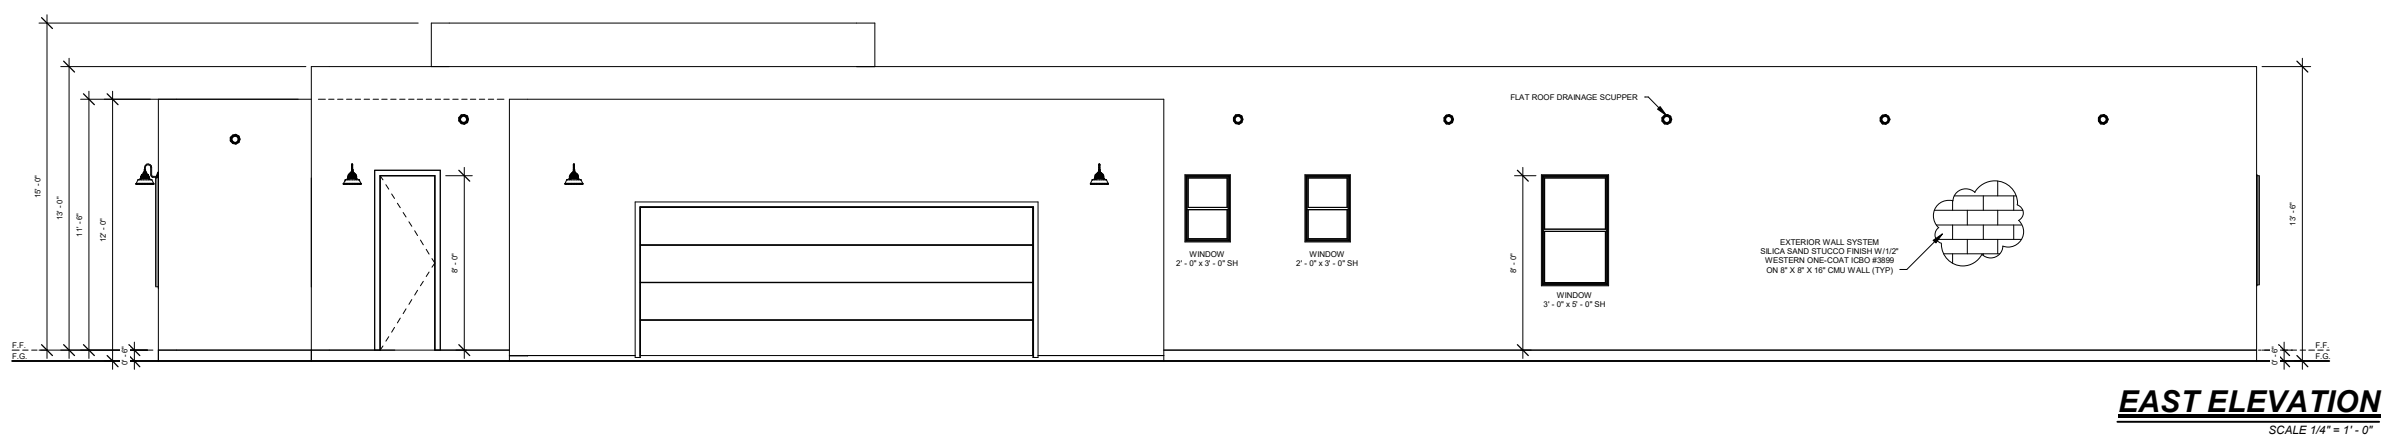 15' - 0"
13' - 0"
11' - 6"
12' - 0"
F.F.
F.G.
0' - 6"
8' - 0"
WINDOW
2' - 0" x 3' - 0" SH
WINDOW
2' - 0" x 3' - 0" SH
FLAT ROOF DRAINAGE SCUPPER
8' - 0"
WINDOW
3' - 0" x 5' - 0" SH
EXTERIOR WALL SYSTEM
SILICA SAND STUCCO FINISH W/1/2"
WESTERN ONE-COAT ICBO #3899
ON 8" X 8" X 16" CMU WALL (TYP)
13' - 6"
0' - 6"
F.F.
F.G.
EAST ELEVATION
SCALE 1/4" = 1' - 0"